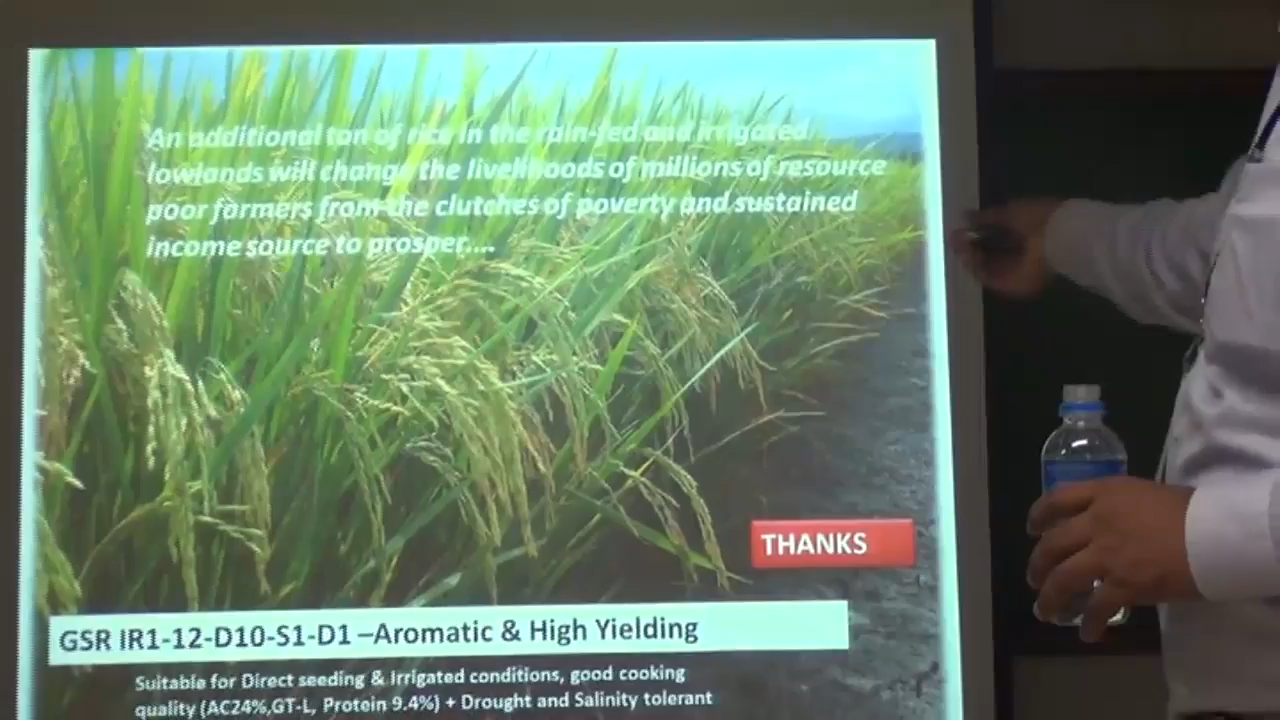 An additional ton of rice in the rain-fed and irrigated
lowlands will change the livelihoods of millions of resource
poor farmers from the clutches of poverty and sustained
income source to prosper....
THANKS
GSR IR1-12-D10-S1-D1 –Aromatic & High Yielding
Suitable for Direct seeding & Irrigated conditions, good cooking
quality (AC24%,GT-L, Protein 9.4%) + Drought and Salinity tolerant